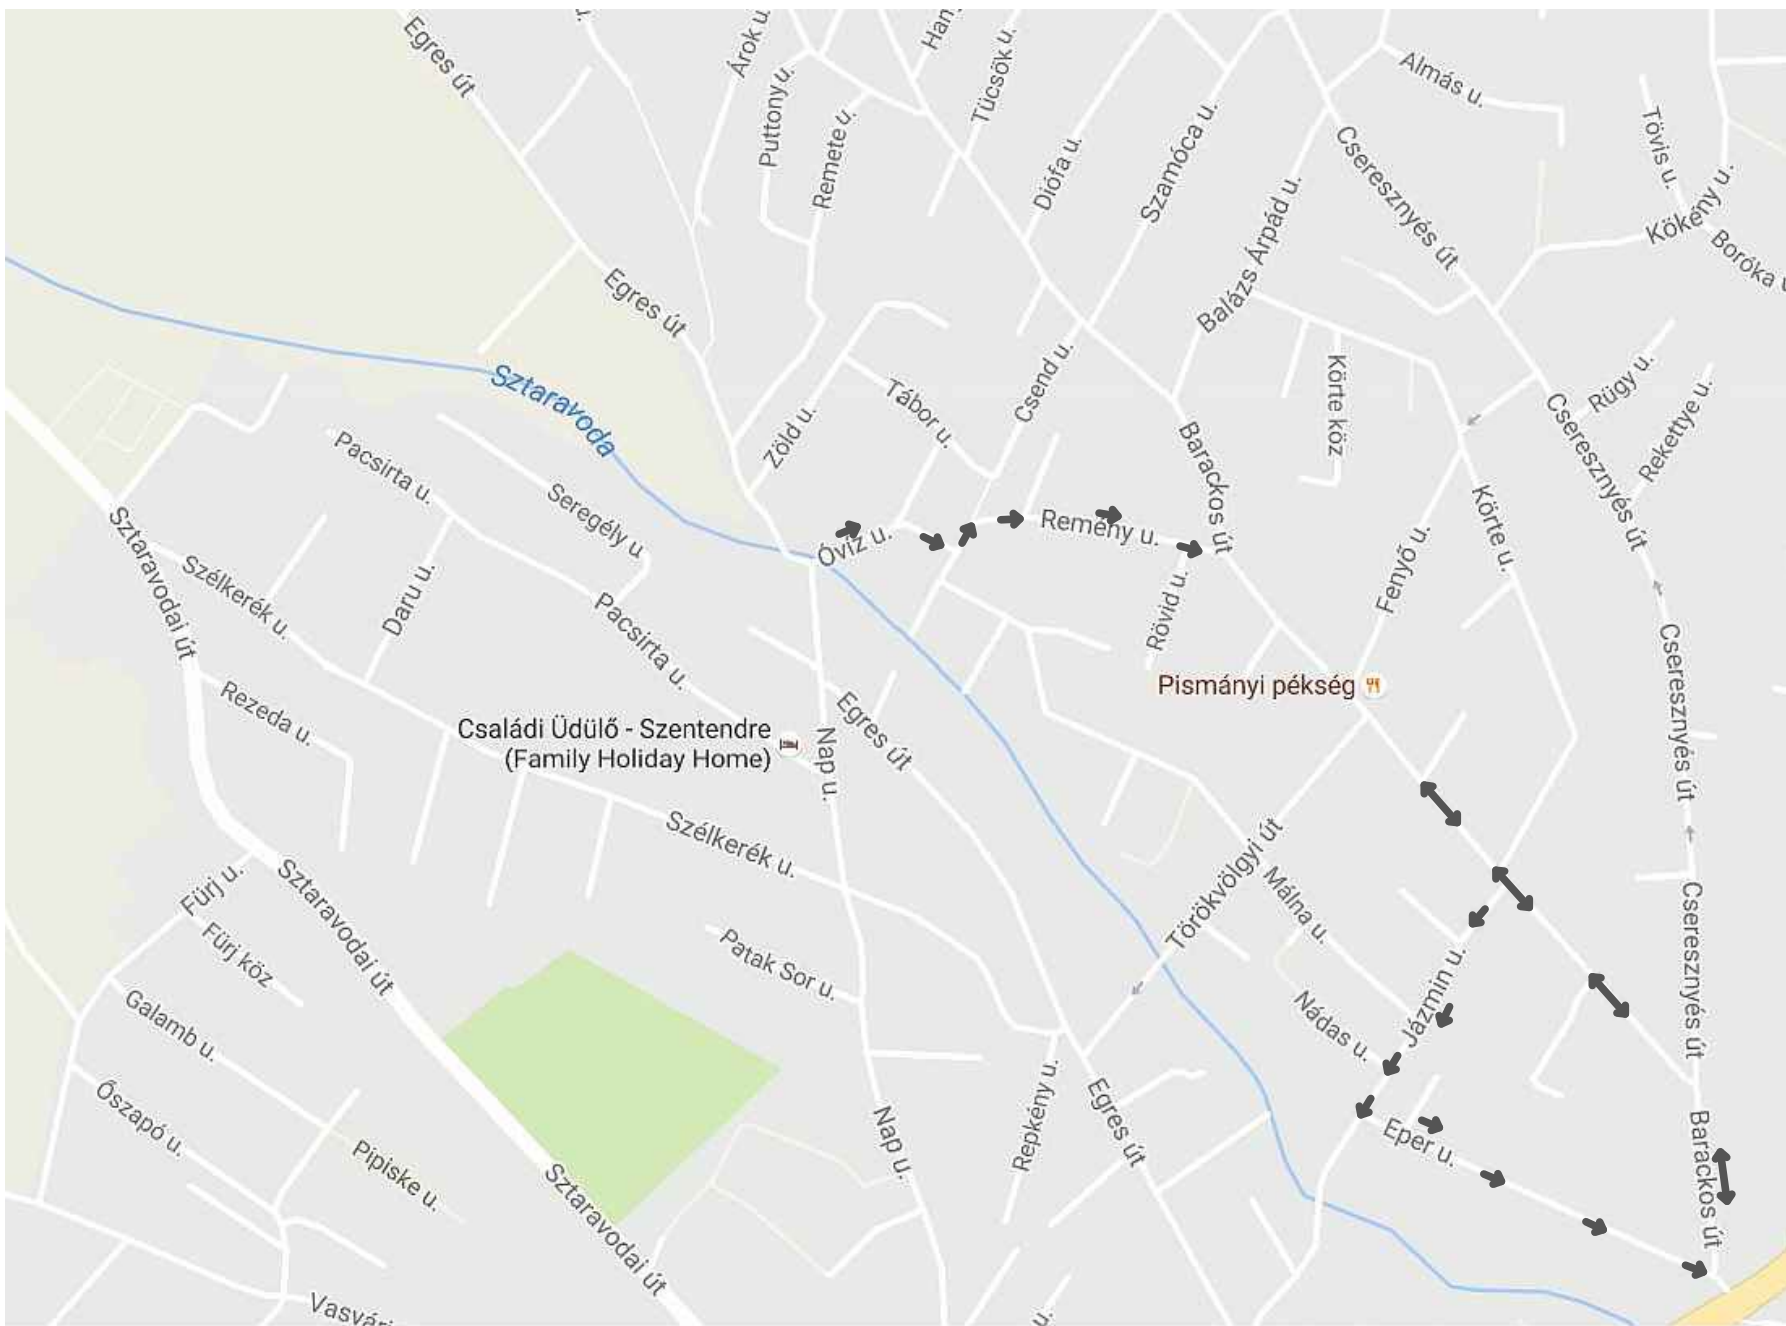 Egres út
Árok u.
Puttony u.
Remete u.
Tücsök u.
Diófa u.
Szamóca u.
Almás u.
Cseresznyés út
Tövis u.
Kökény u.
Boróka
Balázs Árpád u.
Egres út
Sztaravoda
Tábor u.
Zöld u.
Csend u.
Körte köz
Rügy u.
Rekettye u.
Cseresznyés út
Barackos út
Pacsirta u.
Seregély u.
Sztaravodai út
Szélkerék u.
Daru u.
Óvíz u.
Remény u.
Rövid u.
Fenyő u.
Körte u.
Pacsirta u.
Cseresznyés út
Rezeda u.
Pismányi pékség
Családi Üdülő - Szentendre
(Family Holiday Home)
Nap u.
Egres út
Szélkerék u.
Törökvölgyi út
Málna u.
Cseresznyés út
Fürj u.
Sztaravodai út
Fürj köz
Patak Sor u.
Jázmin u.
Nádas u.
Galamb u.
Őszapó u.
Pipiske u.
Repkény u.
Egres út
Nap u.
Eper u.
Barackos út
Sztaravodai út
u.